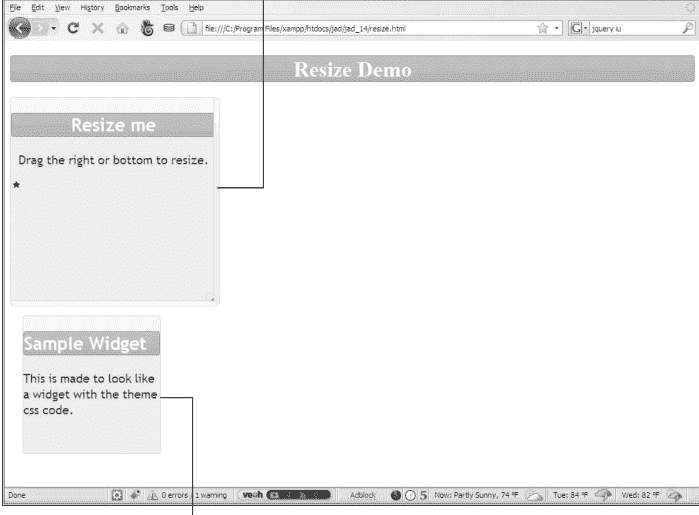 File Edit View History Bookmarks Tools Help
file:///C:/Program Files/xampp/htdocs/jad/jad_14/resize.html
G jquery iu
Resize Demo
Resize me
Drag the right or bottom to resize.
Sample Widget
This is made to look like
a widget with the theme
css code.
Done 0 errors / 1 warning veoh Adblock 5 Now: Partly Sunny, 74 °F Tue: 84 °F Wed: 82 °F